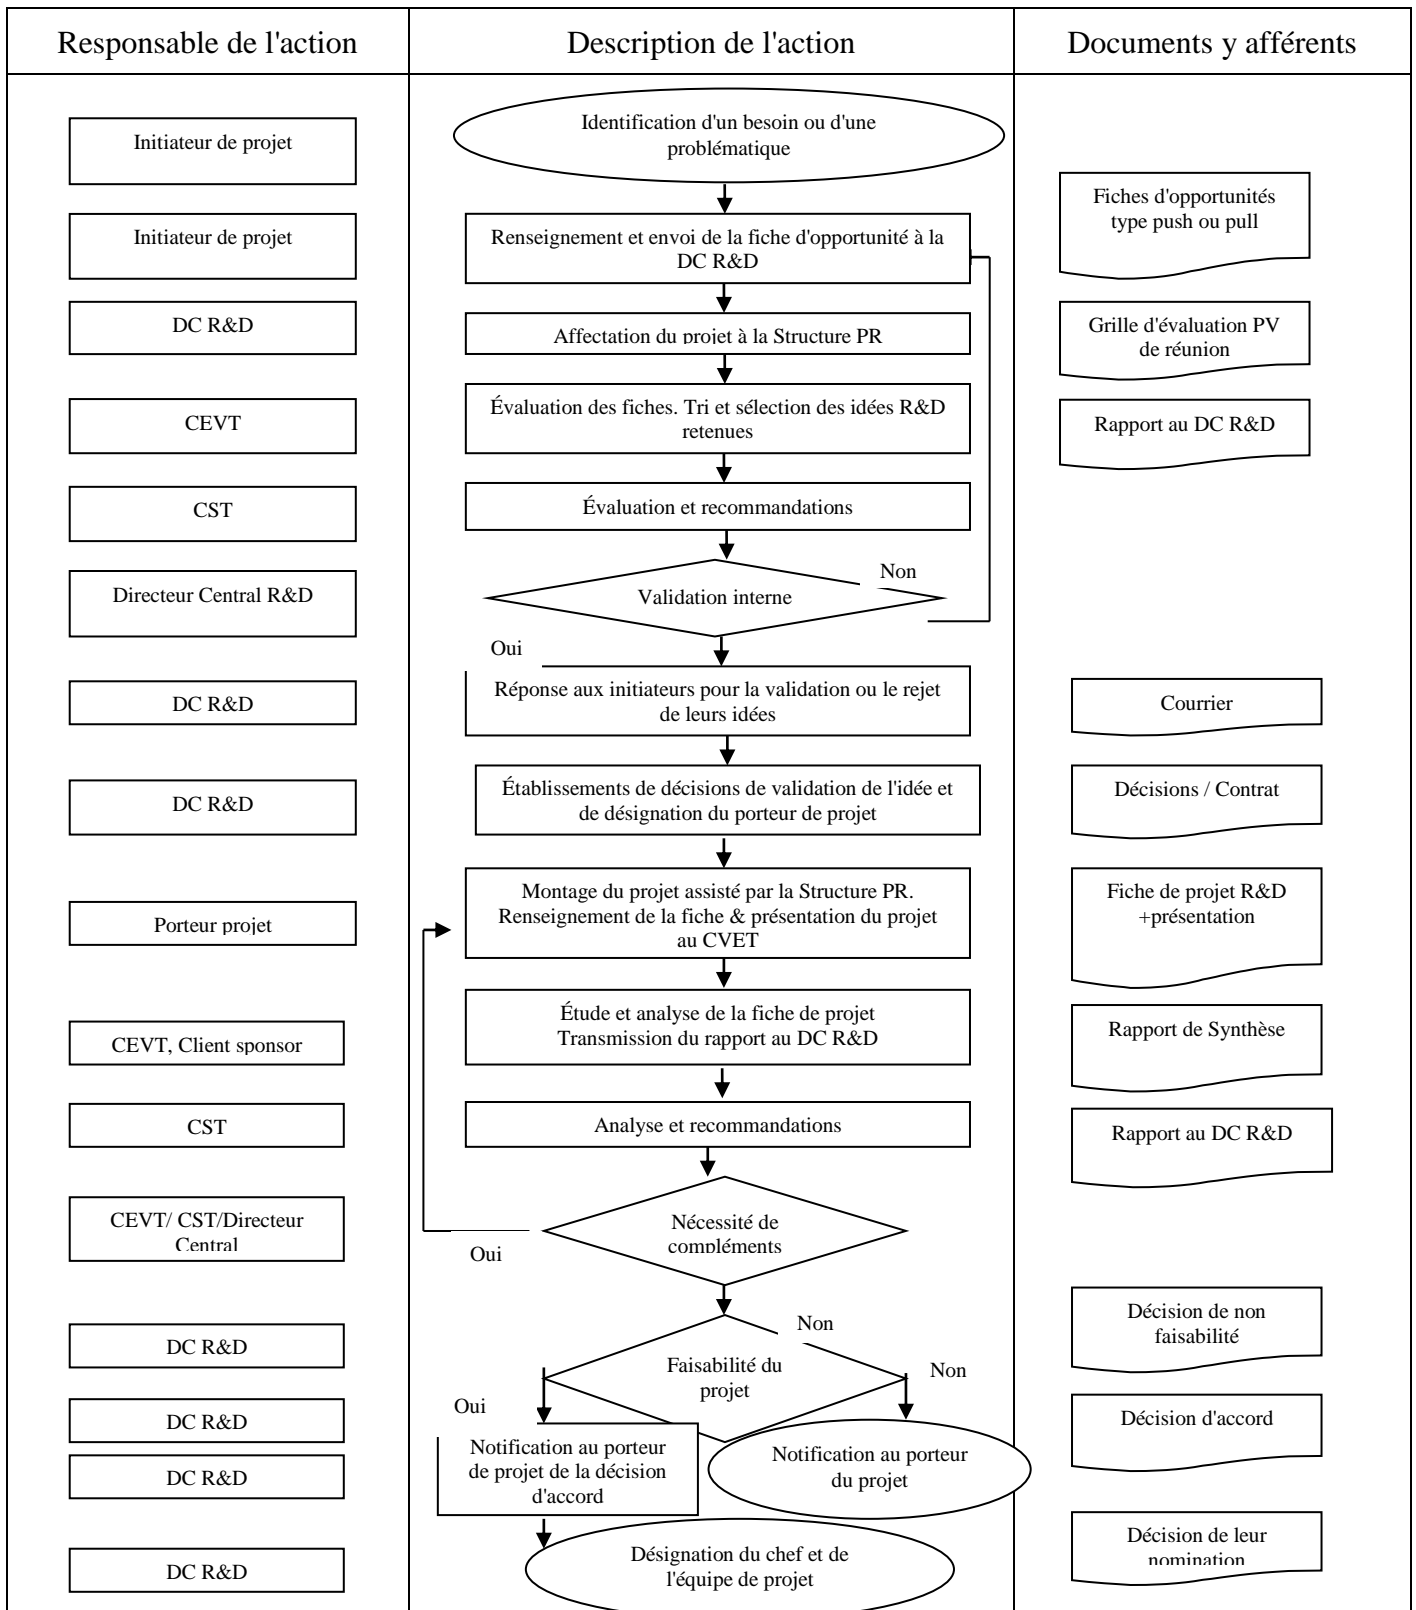 Responsable de l'action
Description de l'action
Documents y afférents
Initiateur de projet
Identification d'un besoin ou d'une
problématique
Initiateur de projet
Renseignement et envoi de la fiche d'opportunité à la
DC R&D
Fiches d'opportunités
type push ou pull
DC R&D
Affectation du projet à la Structure PR
Grille d'évaluation PV
de réunion
CEVT
Évaluation des fiches. Tri et sélection des idées R&D
retenues
Rapport au DC R&D
CST
Évaluation et recommandations
Directeur Central R&D
Validation interne
Non
Oui
DC R&D
Réponse aux initiateurs pour la validation ou le rejet
de leurs idées
Courrier
DC R&D
Établissements de décisions de validation de l'idée et
de désignation du porteur de projet
Décisions / Contrat
Porteur projet
Montage du projet assisté par la Structure PR.
Renseignement de la fiche & présentation du projet
au CVET
Fiche de projet R&D
+présentation
CEVT, Client sponsor
Étude et analyse de la fiche de projet
Transmission du rapport au DC R&D
Rapport de Synthèse
CST
Analyse et recommandations
Rapport au DC R&D
CEVT/ CST/Directeur
Central
Nécessité de
compléments
Oui
Non
DC R&D
Faisabilité du
projet
Non
Décision de non
faisabilité
Oui
DC R&D
Décision d'accord
DC R&D
Notification au porteur
de projet de la décision
d'accord
Notification au porteur
du projet
DC R&D
Désignation du chef et de
l'équipe de projet
Décision de leur
nomination